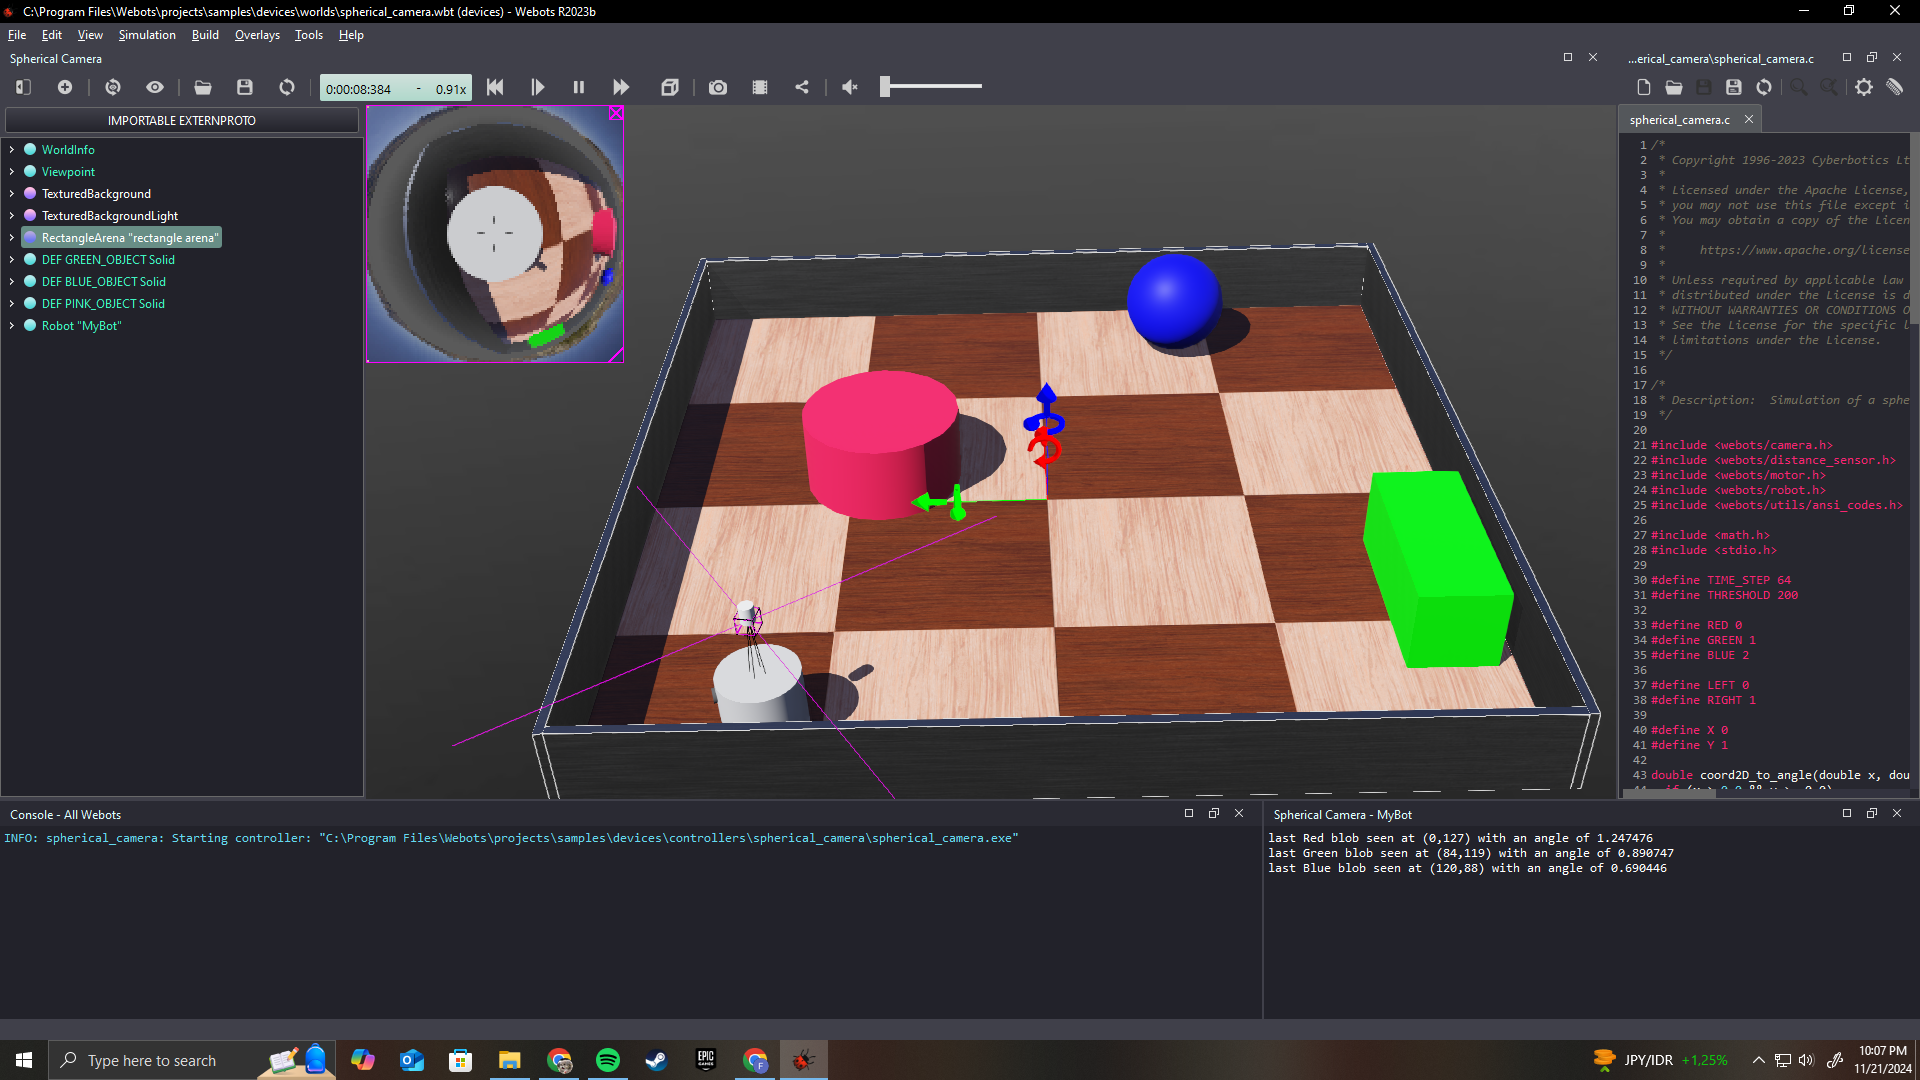 C:\Program Files\Webots\projects\samples\devices\worlds\spherical_camera.wbt (devices) - Webots R2023b
File Edit View Simulation Build Overlays Tools Help
Spherical Camera
0:00:08:384 - 0.91x
IMPORTABLE EXTERNPROTO
WorldInfo
Viewpoint
TexturedBackground
TexturedBackgroundLight
RectangleArena "rectangle arena"
DEF GREEN_OBJECT Solid
DEF BLUE_OBJECT Solid
DEF PINK_OBJECT Solid
Robot "MyBot"
...erical_camera\spherical_camera.c
spherical_camera.c
1 /*
2 * Copyright 1996-2023 Cyberbotics Lt
3 *
4 * Licensed under the Apache License,
5 * you may not use this file except i
6 * You may obtain a copy of the Licen
7 *
8 * https://www.apache.org/license
9 *
10 * Unless required by applicable law
11 * distributed under the License is d
12 * WITHOUT WARRANTIES OR CONDITIONS O
13 * See the License for the specific l
14 * limitations under the License.
15 */
16
17 /*
18 * Description: Simulation of a sphe
19 */
20
21 #include <webots/camera.h>
22 #include <webots/distance_sensor.h>
23 #include <webots/motor.h>
24 #include <webots/robot.h>
25 #include <webots/utils/ansi_codes.h>
26
27 #include <math.h>
28 #include <stdio.h>
29
30 #define TIME_STEP 64
31 #define THRESHOLD 200
32
33 #define RED 0
34 #define GREEN 1
35 #define BLUE 2
36
37 #define LEFT 0
38 #define RIGHT 1
39
40 #define X 0
41 #define Y 1
42
43 double coord2D_to_angle(double x, dou
Console - All Webots
INFO: spherical_camera: Starting controller: "C:\Program Files\Webots\projects\samples\devices\controllers\spherical_camera\spherical_camera.exe"
Spherical Camera - MyBot
last Red blob seen at (0,127) with an angle of 1.247476
last Green blob seen at (84,119) with an angle of 0.890747
last Blue blob seen at (120,88) with an angle of 0.690446
Type here to search
EPIC GAMES
JPY/IDR +1,25%
10:07 PM
11/21/2024